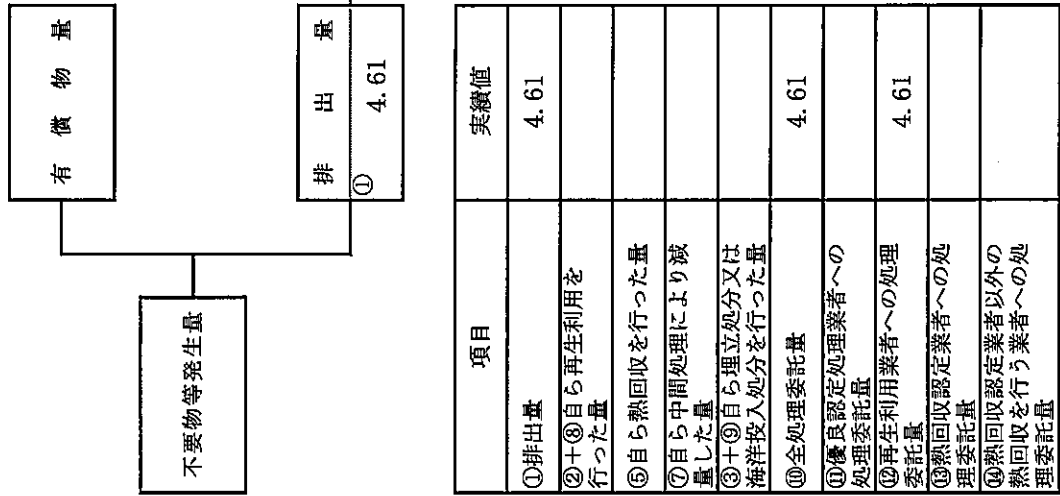 有償物量
不要物等発生量
排出量
①
4.61
項目
実績値
①排出量
4.61
②+⑧自ら再生利用を
行った量
⑤自ら熱回収を行った量
⑦自ら中間処理により減
量した量
③+⑨自ら埋立処分又は
海洋投入処分を行った量
⑩全処理委託量
4.61
⑪優良認定処理業者への
処理委託量
⑫再生利用業者への処理
委託量
4.61
⑬熱回収認定業者への処
理委託量
⑭熱回収認定業者以外の
熱回収を行う業者への処
理委託量